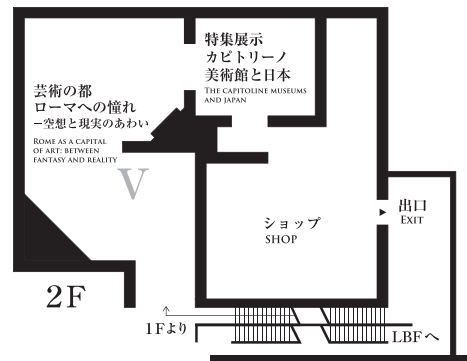 特集展示
カピトリーノ
美術館と日本
The Capitoline Museums
and Japan
芸術の都
ローマへの憧れ
－空想と現実のあわい
Rome as a Capital
of Art: Between
Fantasy and Reality
V
ショップ
SHOP
出口
Exit
2F
1Fより
LBFへ